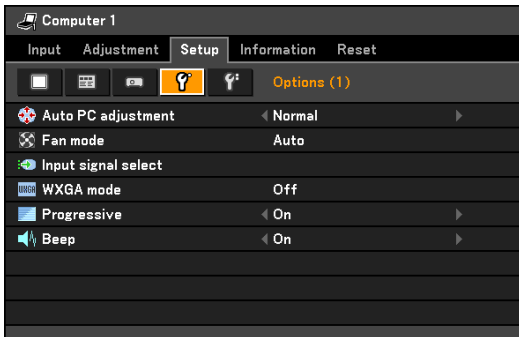 Computer 1
Input Adjustment Setup Information Reset
Options (1)
Auto PC adjustment Normal
Fan mode Auto
Input signal select
WXGA mode Off
Progressive On
Beep On